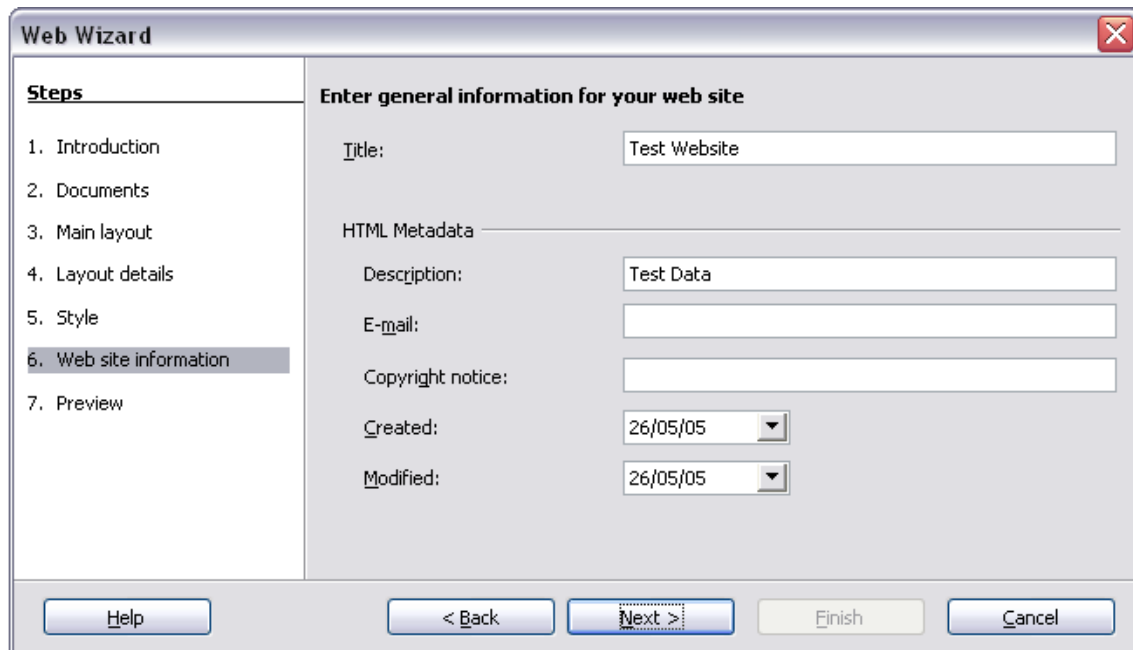 Web Wizard
Steps
1. Introduction
2. Documents
3. Main layout
4. Layout details
5. Style
6. Web site information
7. Preview
Enter general information for your web site
Title: Test Website
HTML Metadata
Description: Test Data
E-mail:
Copyright notice:
Created: 26/05/05
Modified: 26/05/05
Help < Back Next > Finish Cancel